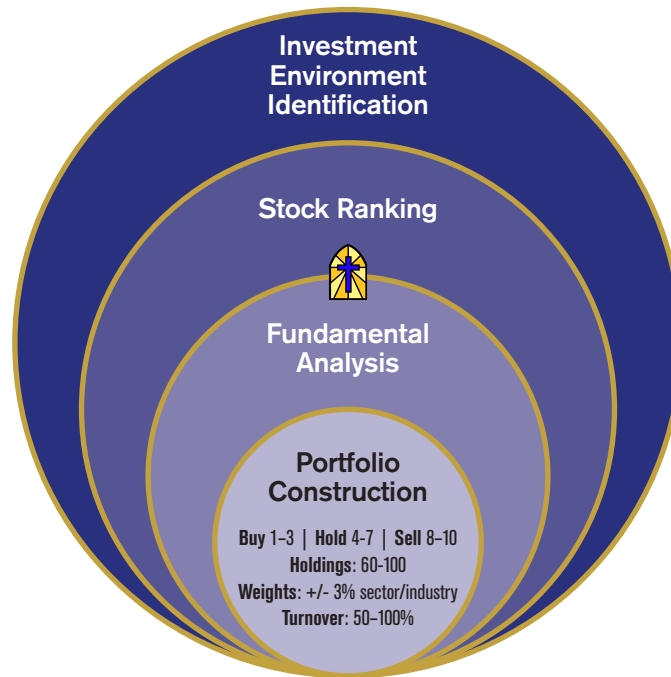 Investment
Environment
Identification
Stock Ranking
Fundamental
Analysis
Portfolio
Construction
Buy 1–3 | Hold 4-7 | Sell 8–10
Holdings: 60-100
Weights: +/- 3% sector/industry
Turnover: 50–100%